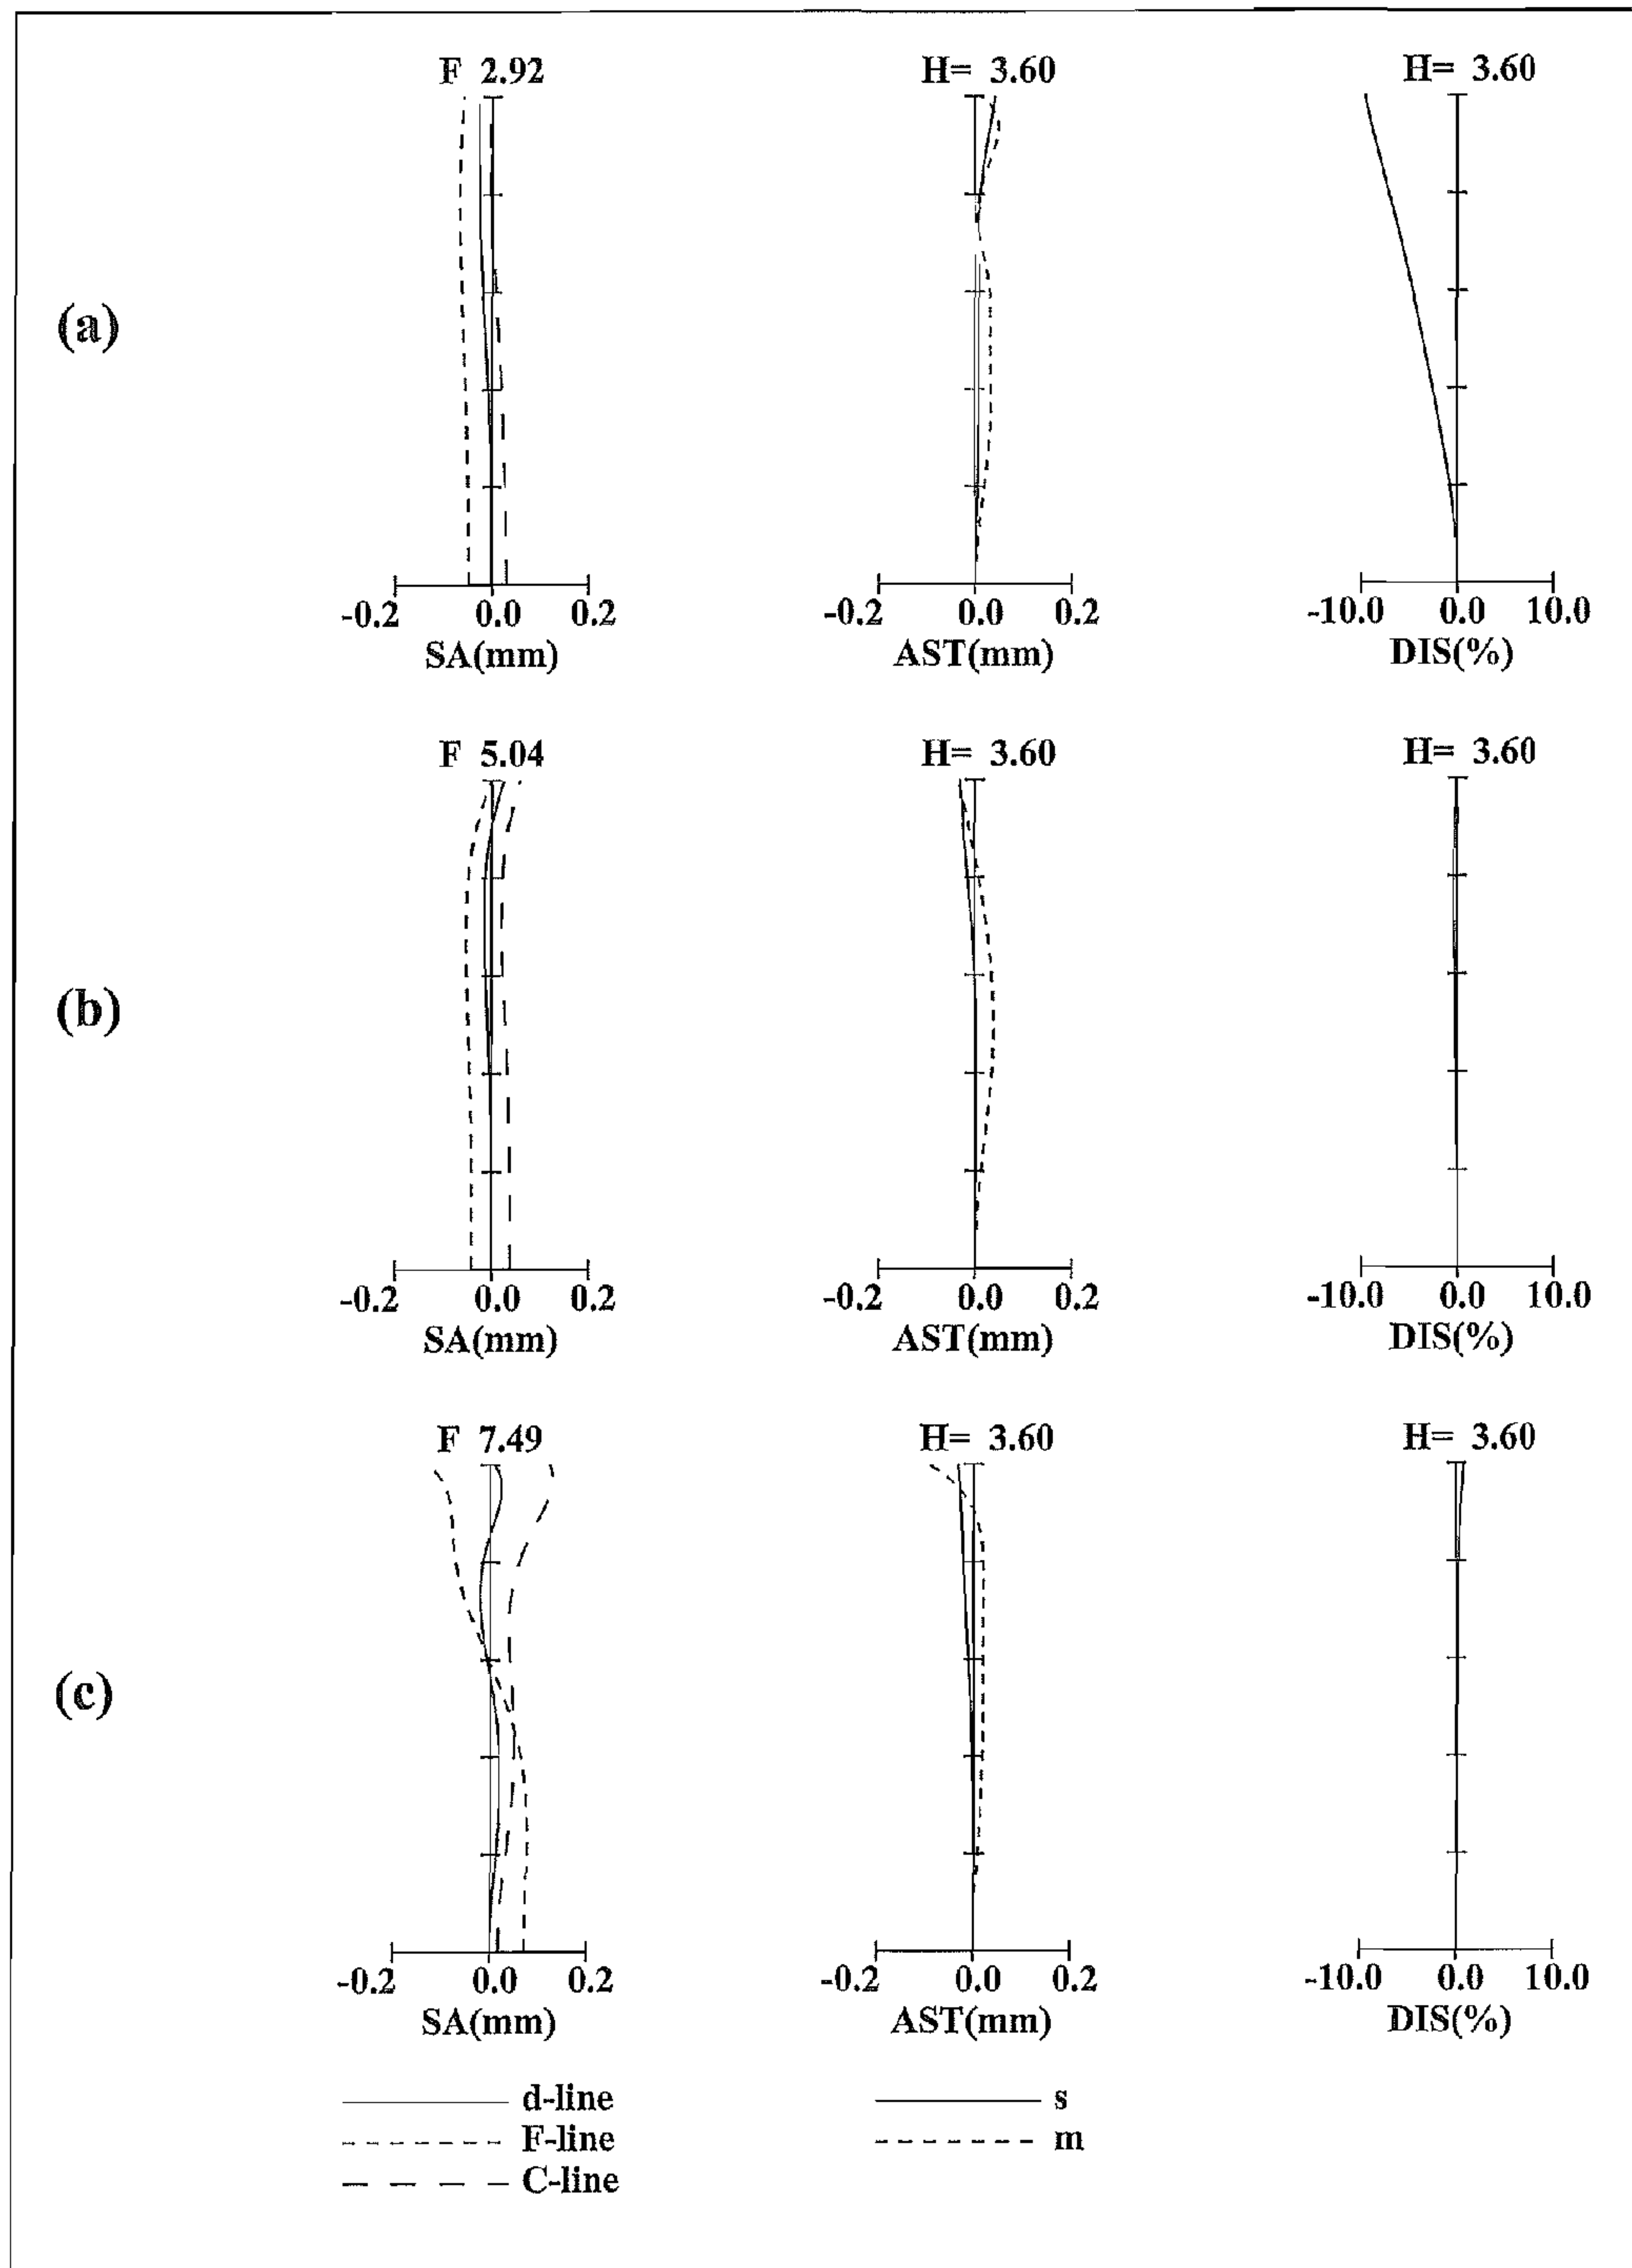 F 2.92 H= 3.60 H= 3.60
(a)
-0.2 0.0 0.2 -0.2 0.0 0.2 -10.0 0.0 10.0
SA(mm) AST(mm) DIS(%)
F 5.04 H= 3.60 H= 3.60
(b)
-0.2 0.0 0.2 -0.2 0.0 0.2 -10.0 0.0 10.0
SA(mm) AST(mm) DIS(%)
F 7.49 H= 3.60 H= 3.60
(c)
-0.2 0.0 0.2 -0.2 0.0 0.2 -10.0 0.0 10.0
SA(mm) AST(mm) DIS(%)
d-line s
F-line m
C-line